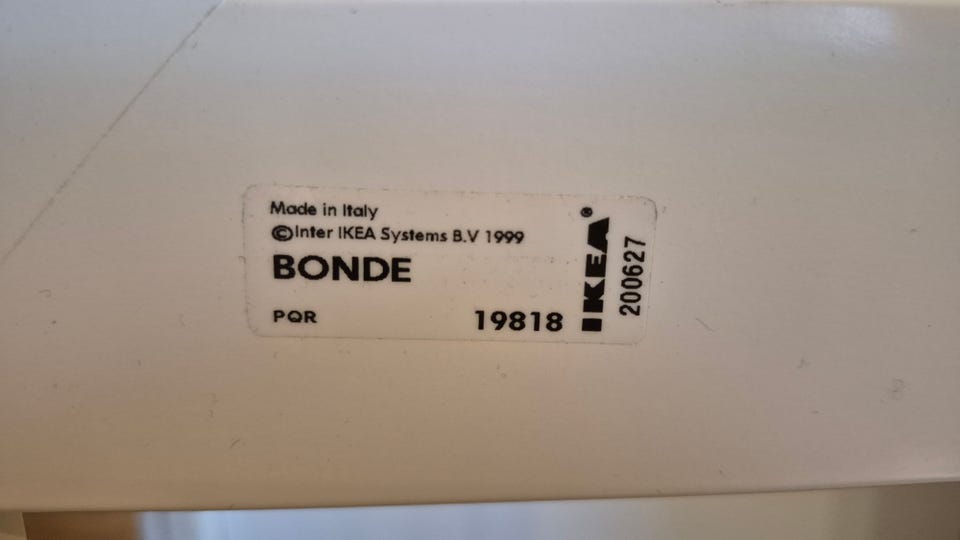 Made in Italy
©Inter IKEA Systems B.V 1999
BONDE
PQR
19818
IKEA®
200627